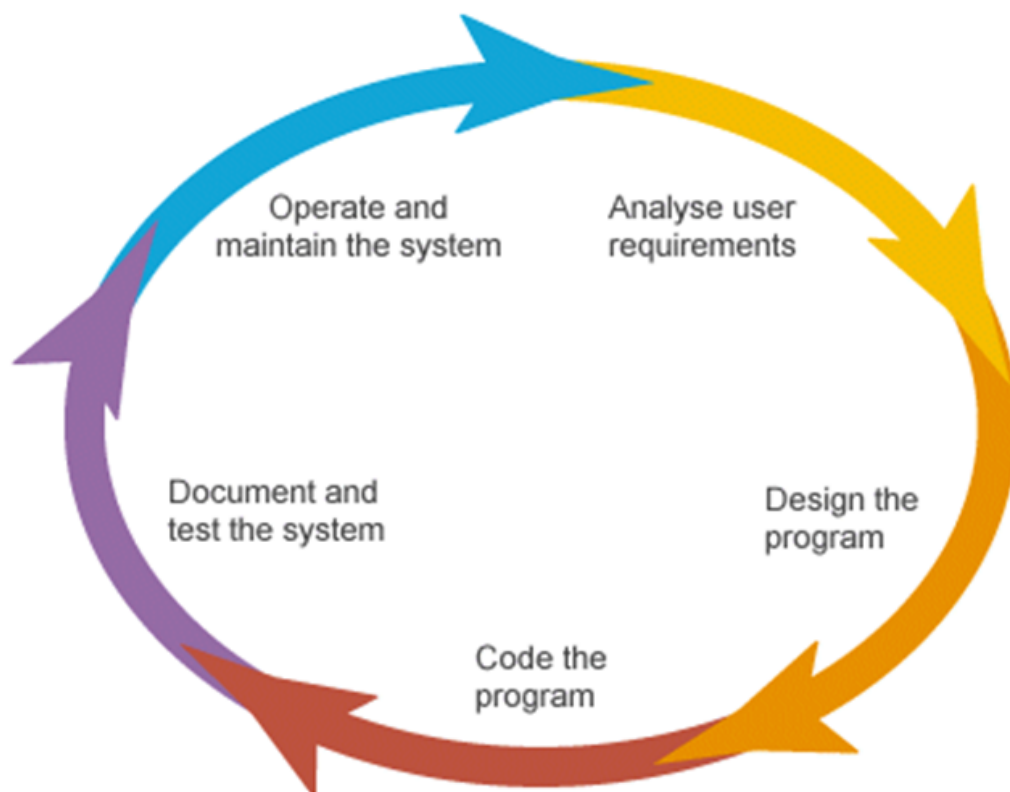 Operate and
maintain the system
Analyse user
requirements
Design the
program
Code the
program
Document and
test the system